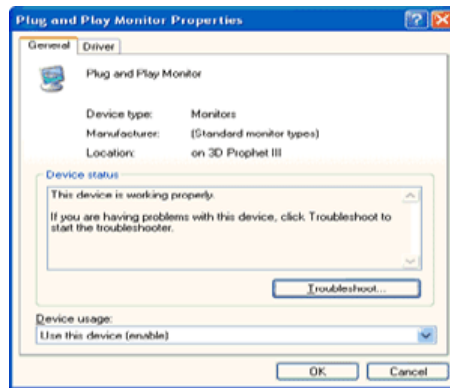 Plug and Play Monitor Properties
General Driver
Plug and Play Monitor
Device type: Monitors
Manufacturer: (Standard monitor types)
Location: on 3D Prophet III
Device status
This device is working properly.
If you are having problems with this device, click Troubleshoot to
start the troubleshooter.
Troubleshoot...
Device usage:
Use this device (enable)
OK Cancel